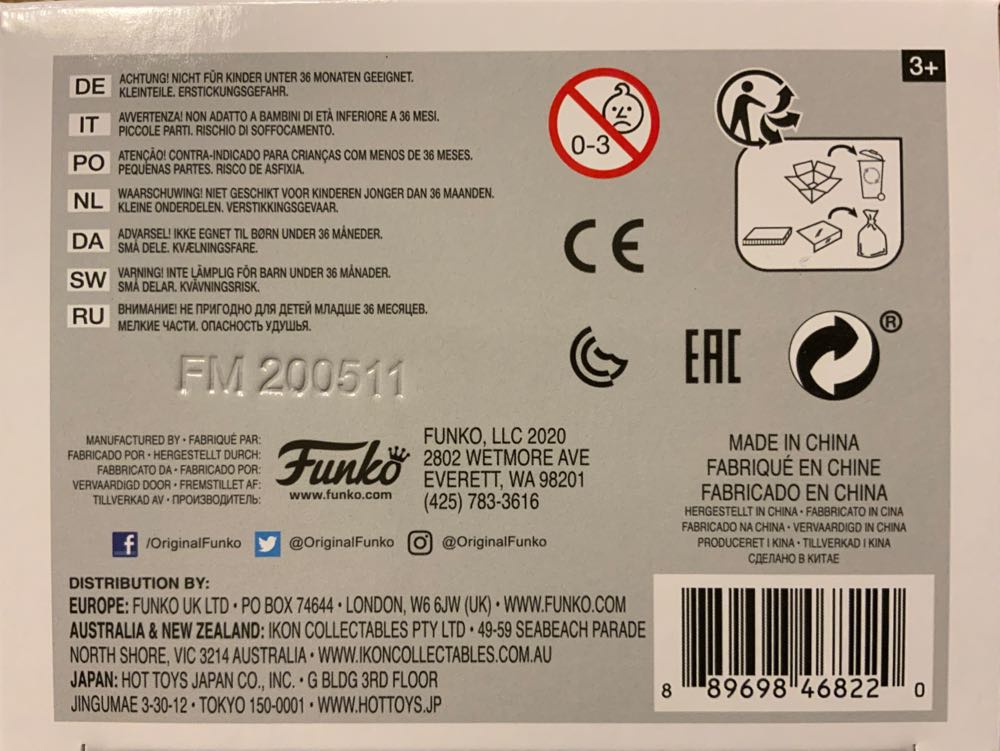 3+
DE ACHTUNG! NICHT FÜR KINDER UNTER 36 MONATEN GEEIGNET.
KLEINTEILE. ERSTICKUNGSGEFAHR.
IT AVVERTENZA! NON ADATTO A BAMBINI DI ETÀ INFERIORE A 36 MESI.
PICCOLE PARTI. RISCHIO DI SOFFOCAMENTO.
PO ATENÇÃO! CONTRA-INDICADO PARA CRIANÇAS COM MENOS DE 36 MESES.
PEQUENAS PARTES. RISCO DE ASFIXIA.
NL WAARSCHUWING! NIET GESCHIKT VOOR KINDEREN JONGER DAN 36 MAANDEN.
KLEINE ONDERDELEN. VERSTIKKINGSGEVAAR.
DA ADVARSEL! IKKE EGNET TIL BØRN UNDER 36 MÅNEDER.
SMÅ DELE. KVÆLNINGSFARE.
SW VARNING! INTE LÄMPLIG FÖR BARN UNDER 36 MÅNADER.
SMÅ DELAR. KVÄVNINGSRISK.
RU ВНИМАНИЕ! НЕ ПРИГОДНО ДЛЯ ДЕТЕЙ МЛАДШЕ 36 МЕСЯЦЕВ.
МЕЛКИЕ ЧАСТИ. ОПАСНОСТЬ УДУШЬЯ.
0-3
CE
EAC
®
FM 200511
MANUFACTURED BY • FABRIQUÉ PAR:
FABRICADO POR • HERGESTELLT DURCH:
FABBRICATO DA • FABRICADO POR:
VERVAARDIGD DOOR • FREMSTILLET AF:
TILLVERKAD AV • ПРОИЗВОДИТЕЛЬ:
Funko
www.funko.com
FUNKO, LLC 2020
2802 WETMORE AVE
EVERETT, WA 98201
(425) 783-3616
MADE IN CHINA
FABRIQUÉ EN CHINE
FABRICADO EN CHINA
HERGESTELLT IN CHINA • FABBRICATO IN CINA
FABRICADO NA CHINA • VERVAARDIGD IN CHINA
PRODUCERET I KINA • TILLVERKAD I KINA
СДЕЛАНО В КИТАЕ
f /OriginalFunko @OriginalFunko @OriginalFunko
DISTRIBUTION BY:
EUROPE: FUNKO UK LTD • PO BOX 74644 • LONDON, W6 6JW (UK) • WWW.FUNKO.COM
AUSTRALIA & NEW ZEALAND: IKON COLLECTABLES PTY LTD • 49-59 SEABEACH PARADE
NORTH SHORE, VIC 3214 AUSTRALIA • WWW.IKONCOLLECTABLES.COM.AU
JAPAN: HOT TOYS JAPAN CO., INC. • G BLDG 3RD FLOOR
JINGUMAE 3-30-12 • TOKYO 150-0001 • WWW.HOTTOYS.JP
8 89698 46822 0